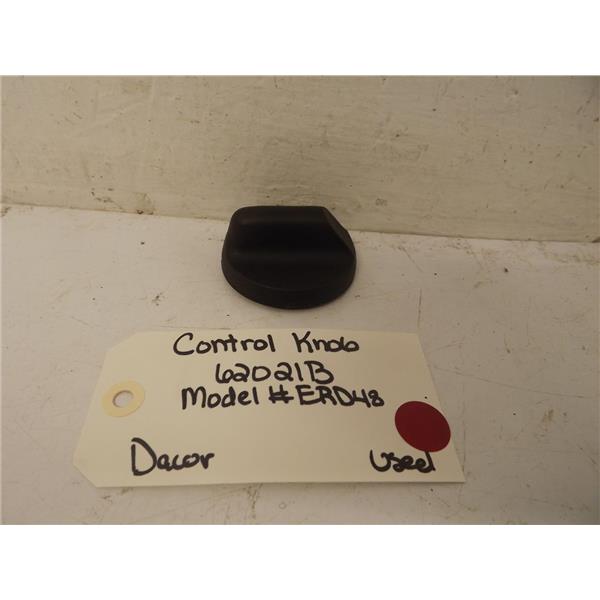 Control Knob
62021B
Model # ERD48
Dacor
Used